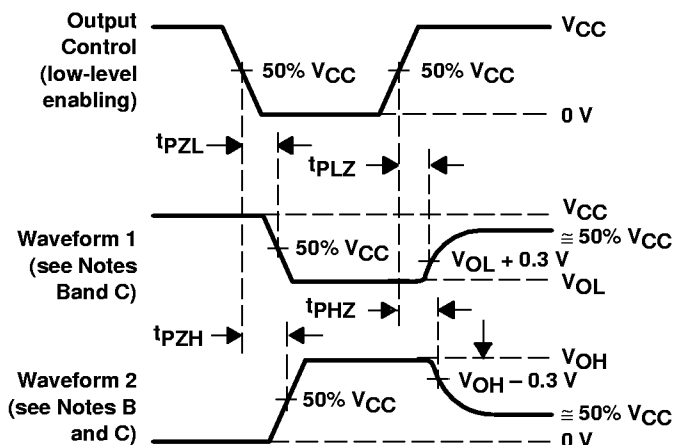 Output
Control
(low-level
enabling)
VCC
50% VCC
50% VCC
0 V
tPZL
tPLZ
VCC
Waveform 1
(see Notes
Band C)
50% VCC
≅ 50% VCC
VOL + 0.3 V
VOL
tPHZ
tPZH
VOH
Waveform 2
(see Notes B
and C)
50% VCC
VOH – 0.3 V
≅ 50% VCC
0 V